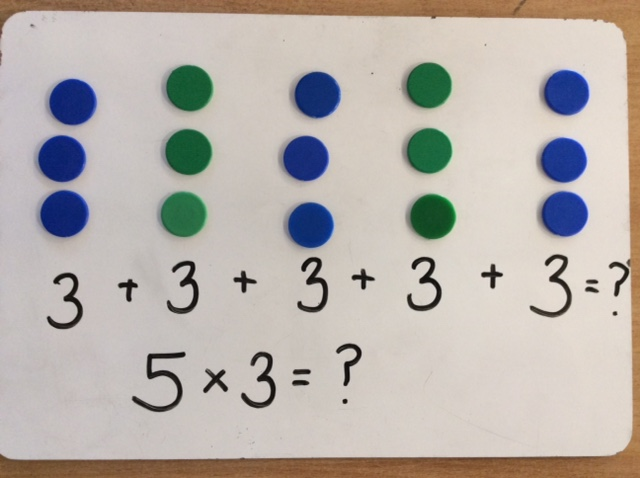 3 + 3 + 3 + 3 + 3 = ?
5 × 3 = ?